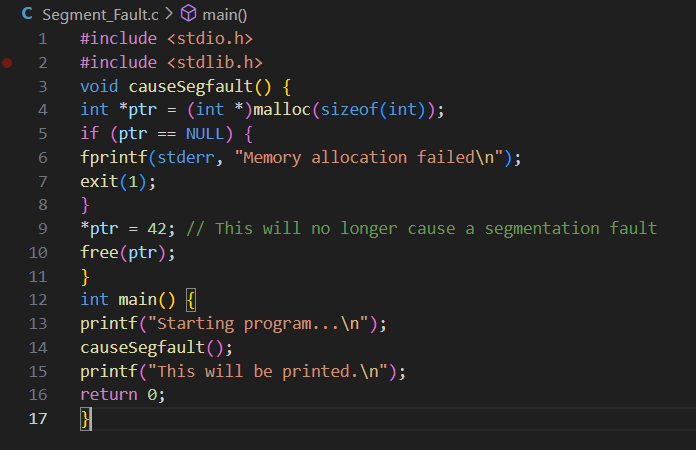 C Segment_Fault.c > main()
1 #include <stdio.h>
2 #include <stdlib.h>
3 void causeSegfault() {
4 int *ptr = (int *)malloc(sizeof(int));
5 if (ptr == NULL) {
6 fprintf(stderr, "Memory allocation failed\n");
7 exit(1);
8 }
9 *ptr = 42; // This will no longer cause a segmentation fault
10 free(ptr);
11 }
12 int main() {
13 printf("Starting program...\n");
14 causeSegfault();
15 printf("This will be printed.\n");
16 return 0;
17 }